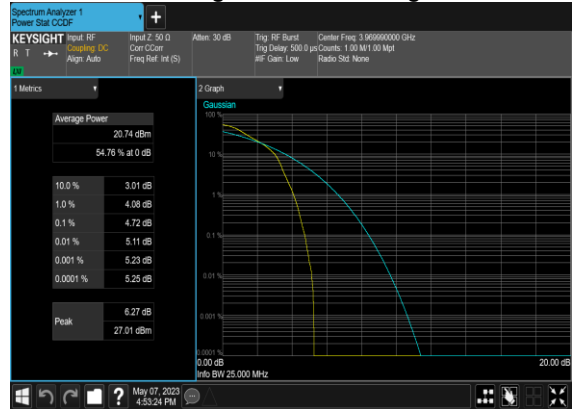 Spectrum Analyzer 1
Power Stat CCDF
KEYSIGHT
R T
Input: RF
Coupling: DC
Align: Auto
Input Z: 50 Ω
Corr CCorr
Freq Ref: Int (S)
Atten: 30 dB
Trig: RF Burst
Trig Delay: 500.0 µs
#IF Gain: Low
Center Freq: 3.969990000 GHz
Counts: 1.00 M/1.00 Mpt
Radio Std: None
1 Metrics
Average Power
20.74 dBm
54.76 % at 0 dB
10.0 % 3.01 dB
1.0 % 4.08 dB
0.1 % 4.72 dB
0.01 % 5.11 dB
0.001 % 5.23 dB
0.0001 % 5.25 dB
Peak 6.27 dB
27.01 dBm
2 Graph
Gaussian
100 %
10 %
1 %
0.1 %
0.01 %
0.001 %
0.0001 %
0.00 dB 20.00 dB
Info BW 25.000 MHz
May 07, 2023
4:53:24 PM